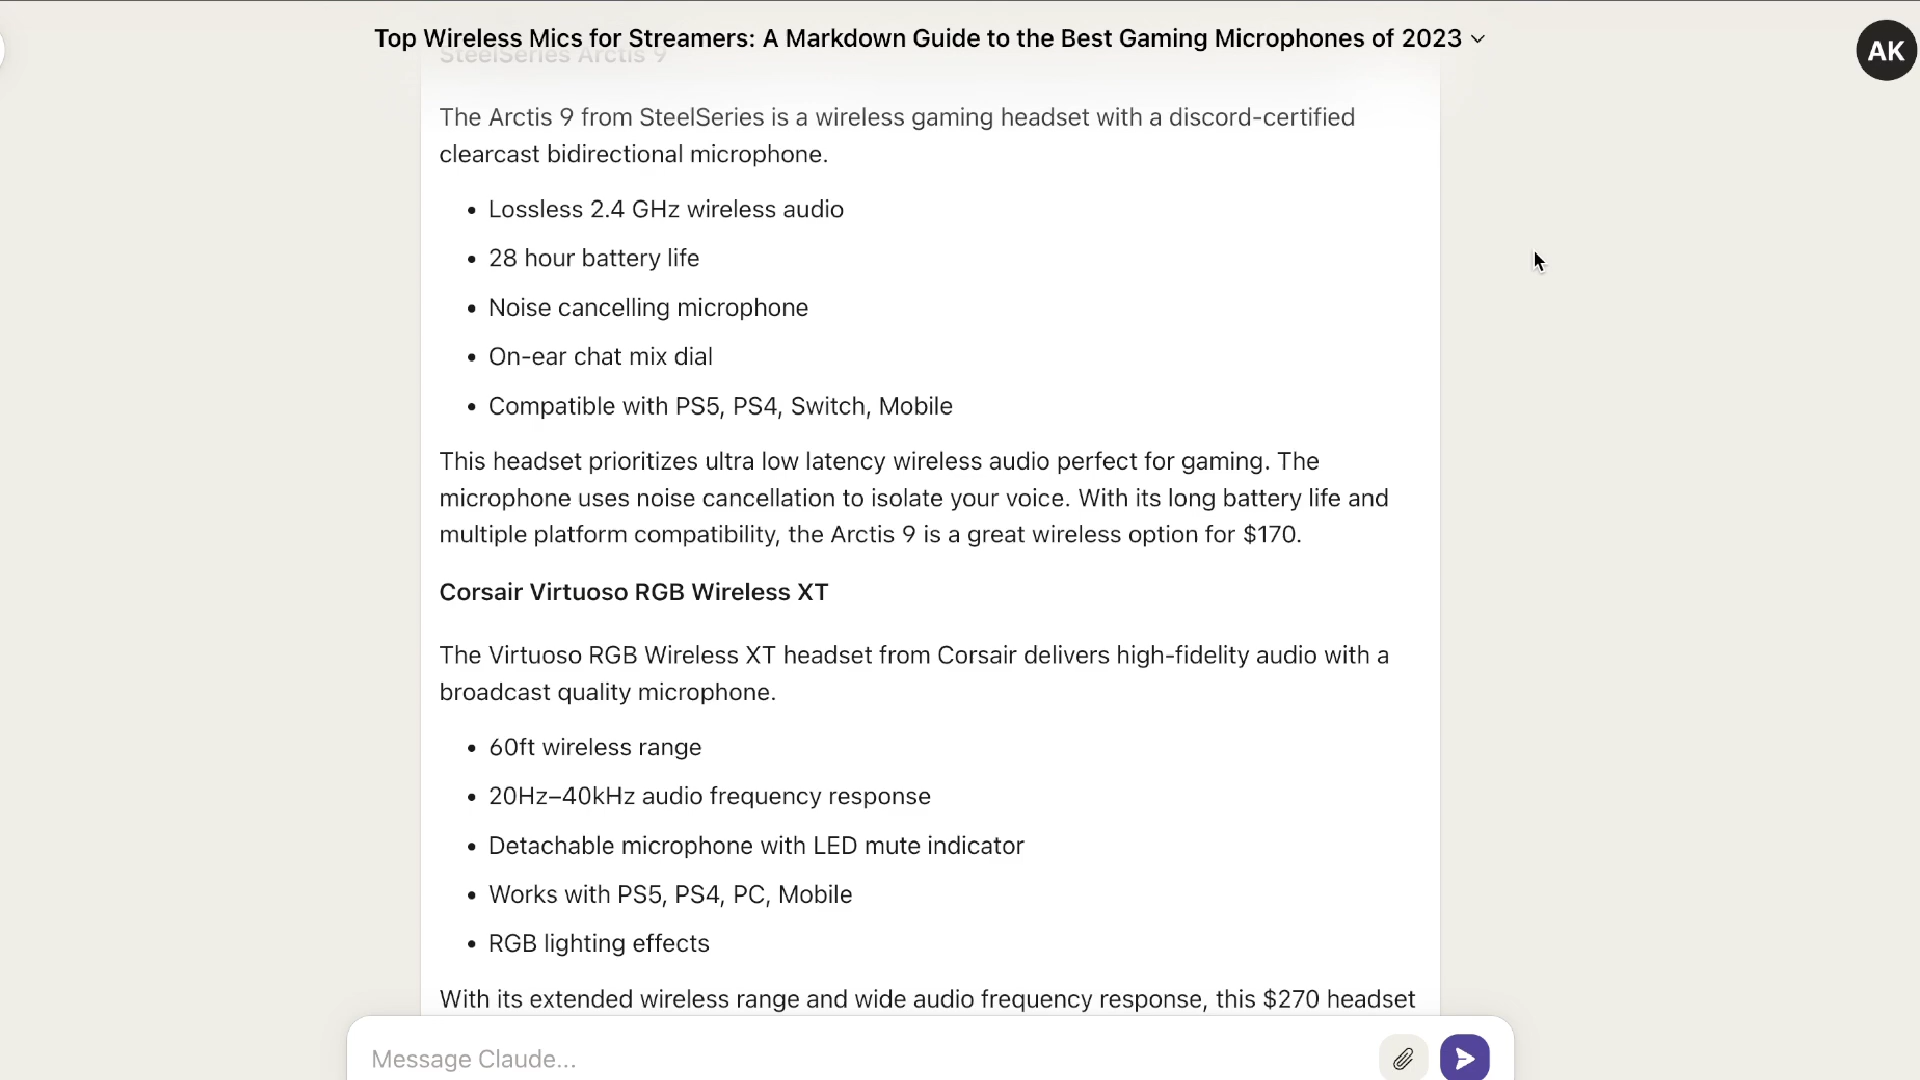 Top Wireless Mics for Streamers: A Markdown Guide to the Best Gaming Microphones of 2023
AK
SteelSeries Arctis 9
The Arctis 9 from SteelSeries is a wireless gaming headset with a discord-certified
clearcast bidirectional microphone.
• Lossless 2.4 GHz wireless audio
• 28 hour battery life
• Noise cancelling microphone
• On-ear chat mix dial
• Compatible with PS5, PS4, Switch, Mobile
This headset prioritizes ultra low latency wireless audio perfect for gaming. The
microphone uses noise cancellation to isolate your voice. With its long battery life and
multiple platform compatibility, the Arctis 9 is a great wireless option for $170.
Corsair Virtuoso RGB Wireless XT
The Virtuoso RGB Wireless XT headset from Corsair delivers high-fidelity audio with a
broadcast quality microphone.
• 60ft wireless range
• 20Hz–40kHz audio frequency response
• Detachable microphone with LED mute indicator
• Works with PS5, PS4, PC, Mobile
• RGB lighting effects
With its extended wireless range and wide audio frequency response, this $270 headset
Message Claude...